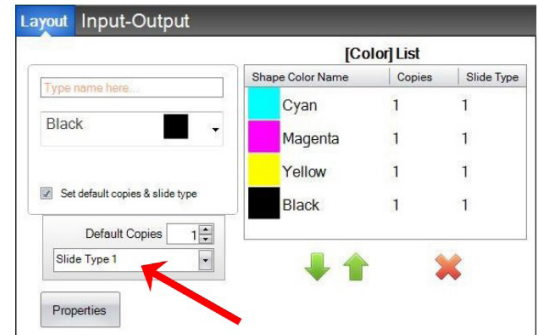 Layout Input-Output
[Color] List
Type name here...
Black
Set default copies & slide type
Default Copies 1
Slide Type 1
Properties
Shape Color Name Copies Slide Type
Cyan 1 1
Magenta 1 1
Yellow 1 1
Black 1 1